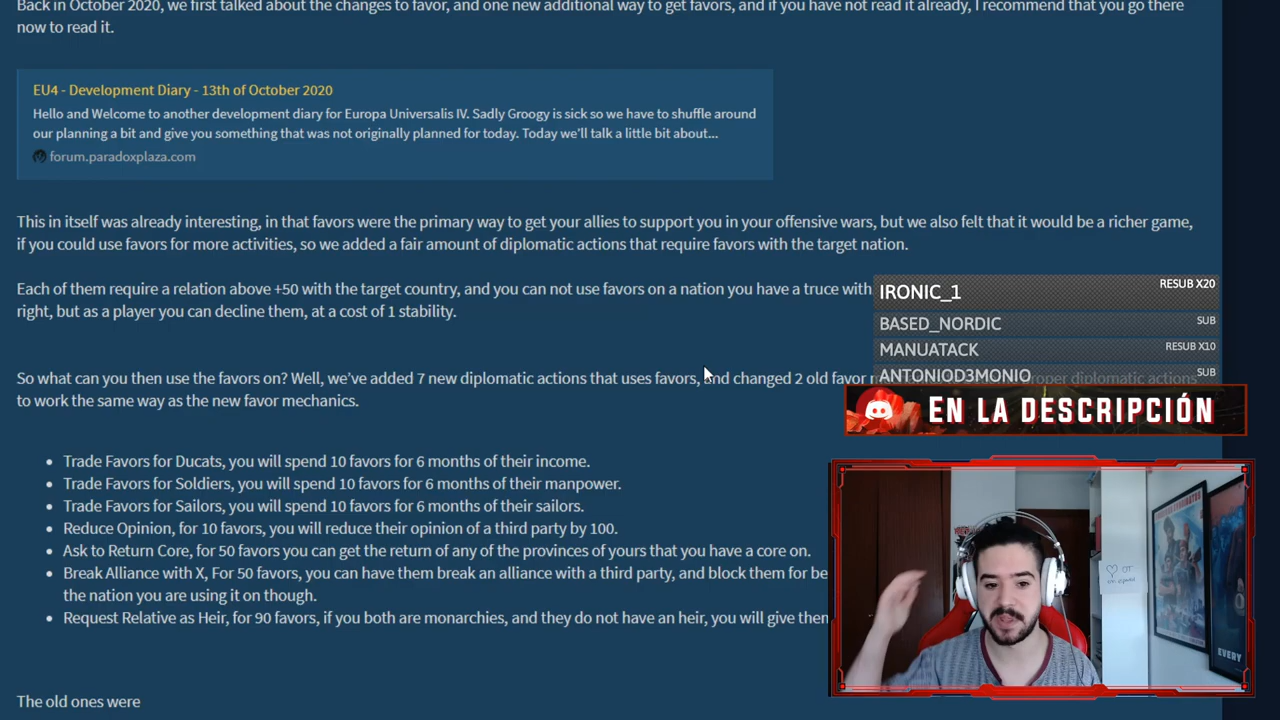 Back in October 2020, we first talked about the changes to favor, and one new additional way to get favors, and if you have not read it already, I recommend that you go there
now to read it.
EU4 - Development Diary - 13th of October 2020
Hello and Welcome to another development diary for Europa Universalis IV. Sadly Groogy is sick so we have to shuffle around
our planning a bit and give you something that was not originally planned for today. Today we'll talk a little bit about...
forum.paradoxplaza.com
This in itself was already interesting, in that favors were the primary way to get your allies to support you in your offensive wars, but we also felt that it would be a richer game,
if you could use favors for more activities, so we added a fair amount of diplomatic actions that require favors with the target nation.
Each of them require a relation above +50 with the target country, and you can not use favors on a nation you have a truce with
right, but as a player you can decline them, at a cost of 1 stability.
So what can you then use the favors on? Well, we've added 7 new diplomatic actions that uses favors, and changed 2 old favor roper diplomatic actions
to work the same way as the new favor mechanics.
• Trade Favors for Ducats, you will spend 10 favors for 6 months of their income.
• Trade Favors for Soldiers, you will spend 10 favors for 6 months of their manpower.
• Trade Favors for Sailors, you will spend 10 favors for 6 months of their sailors.
• Reduce Opinion, for 10 favors, you will reduce their opinion of a third party by 100.
• Ask to Return Core, for 50 favors you can get the return of any of the provinces of yours that you have a core on.
• Break Alliance with X, For 50 favors, you can have them break an alliance with a third party, and block them for be
the nation you are using it on though.
• Request Relative as Heir, for 90 favors, if you both are monarchies, and they do not have an heir, you will give then
The old ones were
IRONIC_1 RESUB X20
BASED_NORDIC SUB
MANUATACK RESUB X10
ANTONIOD3MONIO SUB
EN LA DESCRIPCIÓN
EVERY